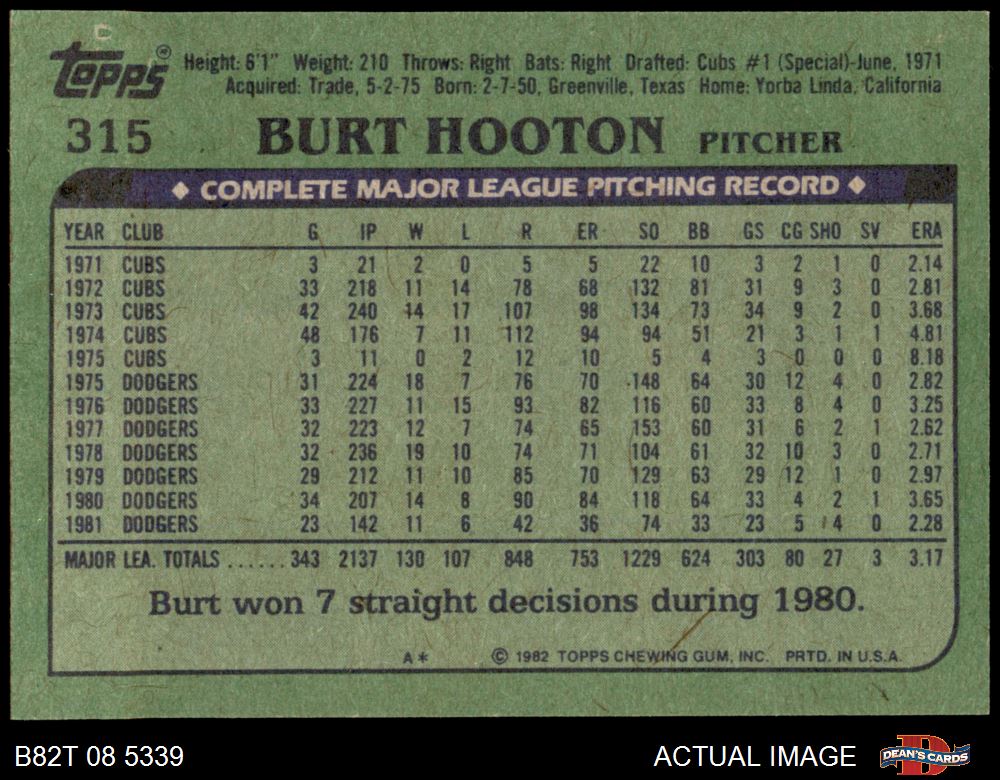 Topps®
Height: 6'1" Weight: 210 Throws: Right Bats: Right Drafted: Cubs #1 (Special)-June, 1971
Acquired: Trade, 5-2-75 Born: 2-7-50, Greenville, Texas Home: Yorba Linda, California
315 BURT HOOTON PITCHER
◆ COMPLETE MAJOR LEAGUE PITCHING RECORD ◆
YEAR CLUB G IP W L R ER SO BB GS CG SHO SV ERA
1971 CUBS 3 21 2 0 5 5 22 10 3 2 1 0 2.14
1972 CUBS 33 218 11 14 78 68 132 81 31 9 3 0 2.81
1973 CUBS 42 240 14 17 107 98 134 73 34 9 2 0 3.68
1974 CUBS 48 176 7 11 112 94 94 51 21 3 1 1 4.81
1975 CUBS 3 11 0 2 12 10 5 4 3 0 0 0 8.18
1975 DODGERS 31 224 18 7 76 70 148 64 30 12 4 0 2.82
1976 DODGERS 33 227 11 15 93 82 116 60 33 8 4 0 3.25
1977 DODGERS 32 223 12 7 74 65 153 60 31 6 2 1 2.62
1978 DODGERS 32 236 19 10 74 71 104 61 32 10 3 0 2.71
1979 DODGERS 29 212 11 10 85 70 129 63 29 12 1 0 2.97
1980 DODGERS 34 207 14 8 90 84 118 64 33 4 2 1 3.65
1981 DODGERS 23 142 11 6 42 36 74 33 23 5 4 0 2.28
MAJOR LEA. TOTALS ...... 343 2137 130 107 848 753 1229 624 303 80 27 3 3.17
Burt won 7 straight decisions during 1980.
A* © 1982 TOPPS CHEWING GUM, INC. PRTD. IN U.S.A.
B82T 08 5339 ACTUAL IMAGE DEAN'S CARDS